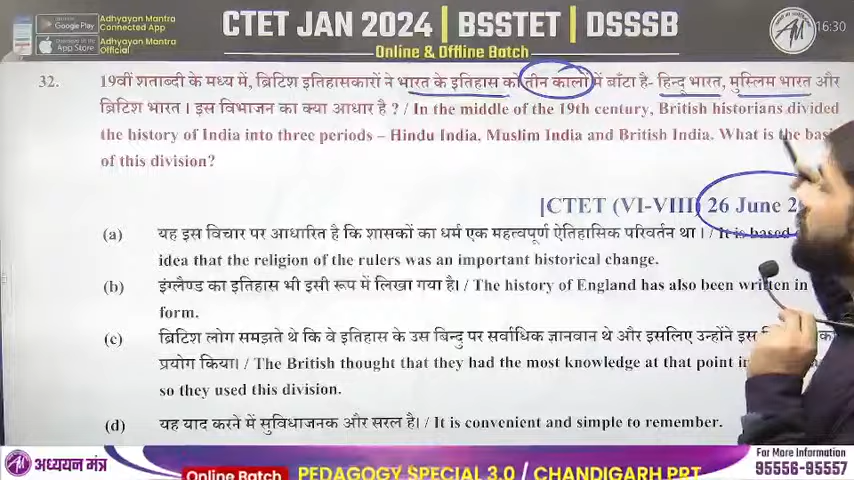 Google Play
App Store
Adhyayan Mantra
Connected App
Adhyayan Mantra
Official
CTET JAN 2024 | BSSTET | DSSSB
Online & Offline Batch
AM
16:30
32. 19वीं शताब्दी के मध्य में, ब्रिटिश इतिहासकारों ने भारत के इतिहास को तीन कालों में बाँटा है- हिन्दू भारत, मुस्लिम भारत और
ब्रिटिश भारत। इस विभाजन का क्या आधार है ? / In the middle of the 19th century, British historians divided
the history of India into three periods – Hindu India, Muslim India and British India. What is the
of this division?
[CTET (VI-VIII) 26 June
(a) यह इस विचार पर आधारित है कि शासकों का धर्म एक महत्वपूर्ण ऐतिहासिक परिवर्तन था। / It is based
idea that the religion of the rulers was an important historical change.
(b) इंग्लैण्ड का इतिहास भी इसी रूप में लिखा गया है। / The history of England has also been written in
form.
(c) ब्रिटिश लोग समझते थे कि वे इतिहास के उस बिन्दु पर सर्वाधिक ज्ञानवान थे और इसलिए उन्होंने इस
प्रयोग किया। / The British thought that they had the most knowledge at that point
so they used this division.
(d) यह याद करने में सुविधाजनक और सरल है। / It is convenient and simple to remember.
AM अध्ययन मंत्र
Online Batch PEDAGOGY SPECIAL 3.0 / CHANDIGARH PRT
For More Information
95556-95557